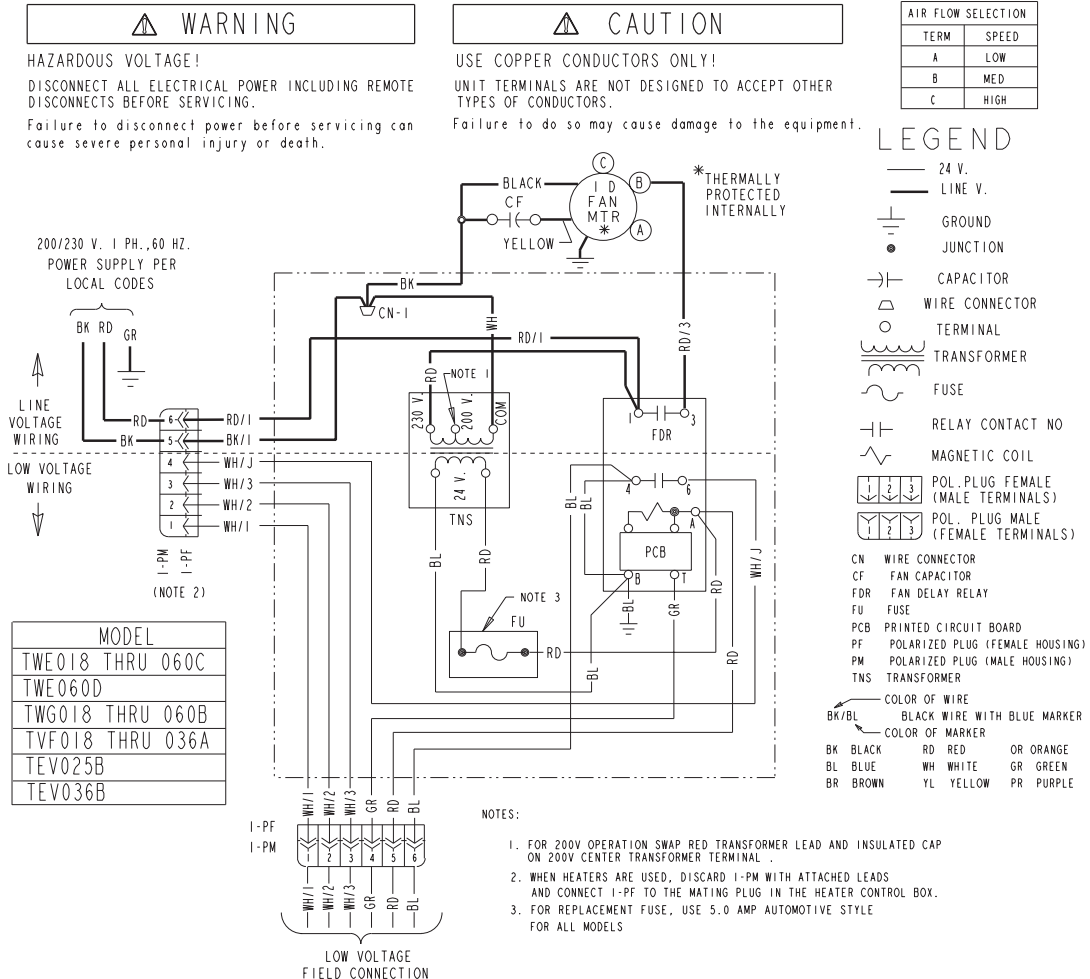 WARNING
HAZARDOUS VOLTAGE!
DISCONNECT ALL ELECTRICAL POWER INCLUDING REMOTE
DISCONNECTS BEFORE SERVICING.
Failure to disconnect power before servicing can
cause severe personal injury or death.
CAUTION
USE COPPER CONDUCTORS ONLY!
UNIT TERMINALS ARE NOT DESIGNED TO ACCEPT OTHER
TYPES OF CONDUCTORS.
Failure to do so may cause damage to the equipment.
AIR FLOW SELECTION
TERM SPEED
A LOW
B MED
C HIGH
LEGEND
24 V.
LINE V.
GROUND
JUNCTION
CAPACITOR
WIRE CONNECTOR
TERMINAL
TRANSFORMER
FUSE
RELAY CONTACT NO
MAGNETIC COIL
1 2 3
POL.PLUG FEMALE
(MALE TERMINALS)
1 2 3
POL. PLUG MALE
(FEMALE TERMINALS)
CN WIRE CONNECTOR
CF FAN CAPACITOR
FDR FAN DELAY RELAY
FU FUSE
PCB PRINTED CIRCUIT BOARD
PF POLARIZED PLUG (FEMALE HOUSING)
PM POLARIZED PLUG (MALE HOUSING)
TNS TRANSFORMER
COLOR OF WIRE
BK/BL BLACK WIRE WITH BLUE MARKER
COLOR OF MARKER
BK BLACK RD RED OR ORANGE
BL BLUE WH WHITE GR GREEN
BR BROWN YL YELLOW PR PURPLE
C
BLACK
I D
FAN
MTR
*
B
A
CF
YELLOW
*THERMALLY
PROTECTED
INTERNALLY
200/230 V. 1 PH.,60 HZ.
POWER SUPPLY PER
LOCAL CODES
BK RD GR
BK
CN-1
WH
RD/1
RD/3
LINE
VOLTAGE
WIRING
LOW VOLTAGE
WIRING
RD 6 RD/1
BK 5 BK/1
4 WH/J
3 WH/3
2 WH/2
1 WH/1
1-PM
1-PF
(NOTE 2)
RD
NOTE 1
230 V.
200 V.
COM
24 V.
TNS
1 3
FDR
4 6
BL
BL
A
PCB
B T
BL
GR
RD
WH/J
RD
BL
RD
NOTE 3
FU
RD
BL
MODEL
TWE018 THRU 060C
TWE060D
TWG018 THRU 060B
TVF018 THRU 036A
TEV025B
TEV036B
WH/1 WH/2 WH/3 GR RD BL
1-PF
1-PM
1 2 3 4 5 6
WH/1 WH/2 WH/3 GR RD BL
LOW VOLTAGE
FIELD CONNECTION
NOTES:
1. FOR 200V OPERATION SWAP RED TRANSFORMER LEAD AND INSULATED CAP
ON 200V CENTER TRANSFORMER TERMINAL .
2. WHEN HEATERS ARE USED, DISCARD 1-PM WITH ATTACHED LEADS
AND CONNECT 1-PF TO THE MATING PLUG IN THE HEATER CONTROL BOX.
3. FOR REPLACEMENT FUSE, USE 5.0 AMP AUTOMOTIVE STYLE
FOR ALL MODELS